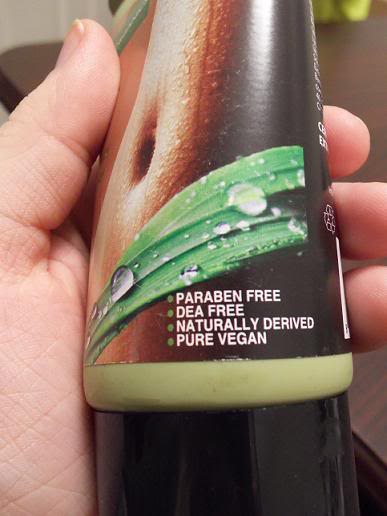 PARABEN FREE
DEA FREE
NATURALLY DERIVED
PURE VEGAN